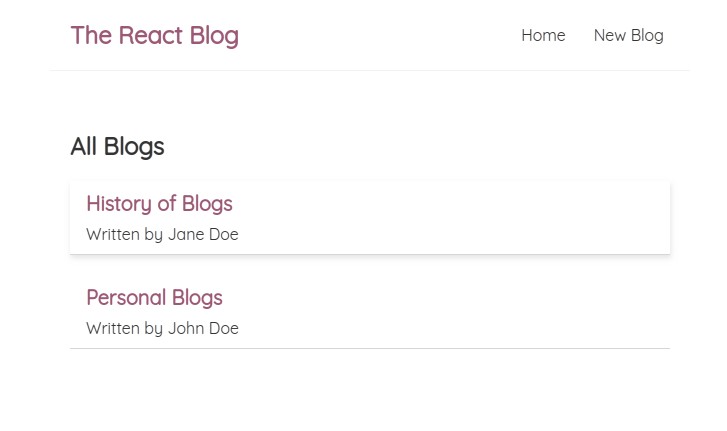 The React Blog
Home New Blog
All Blogs
History of Blogs
Written by Jane Doe
Personal Blogs
Written by John Doe